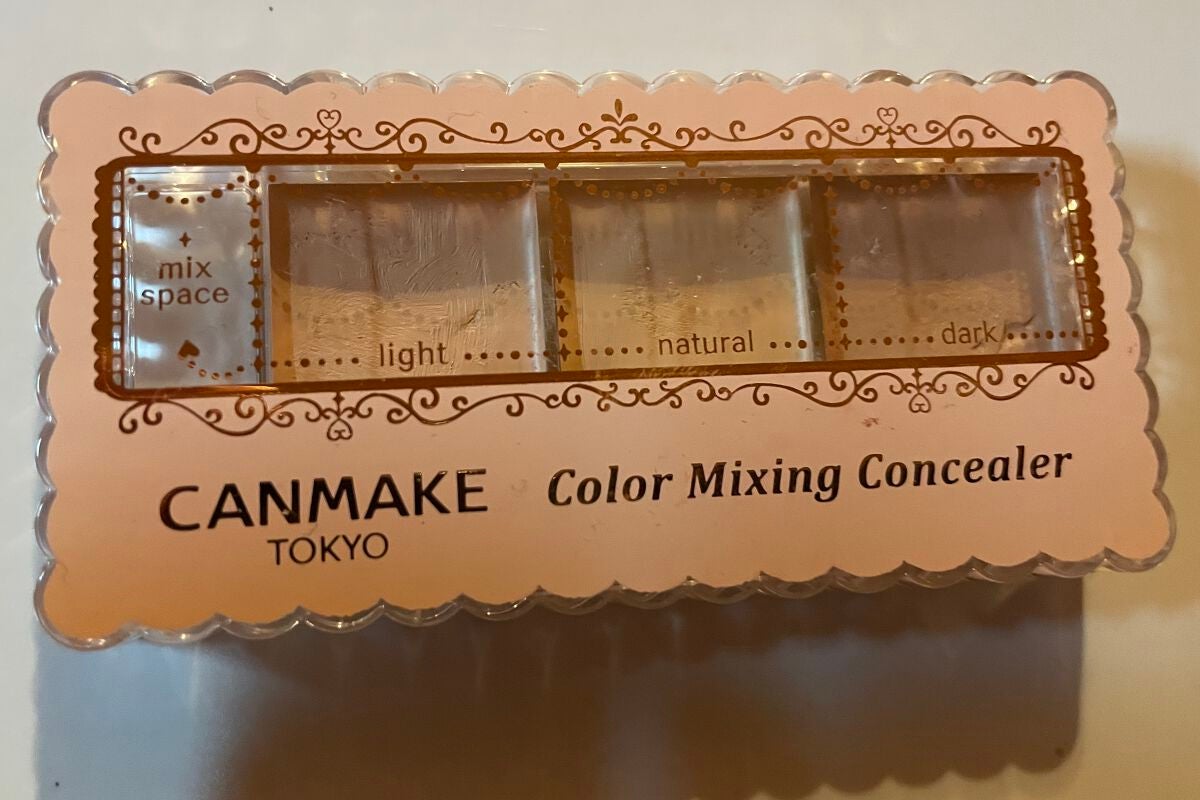 mix
space
light
natural
dark
CANMAKE
TOKYO
Color Mixing Concealer